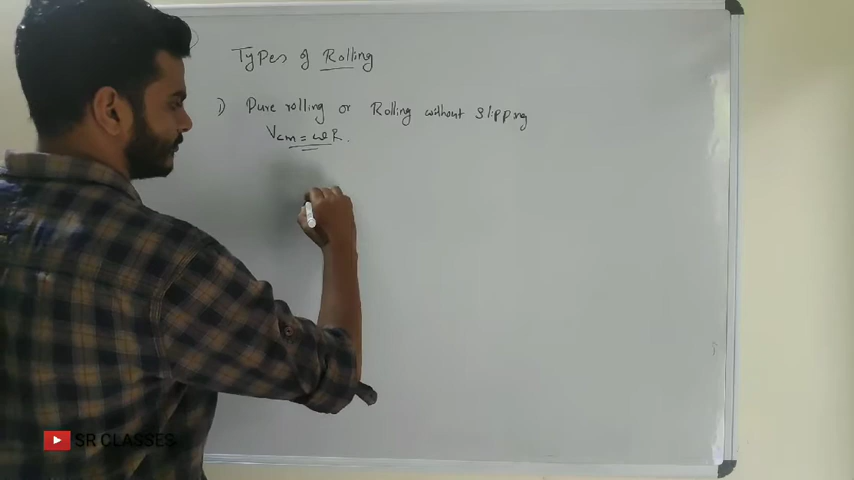 Types of Rolling
1) Pure rolling or Rolling without slipping
Vcm = ωR.
SR CLASSES